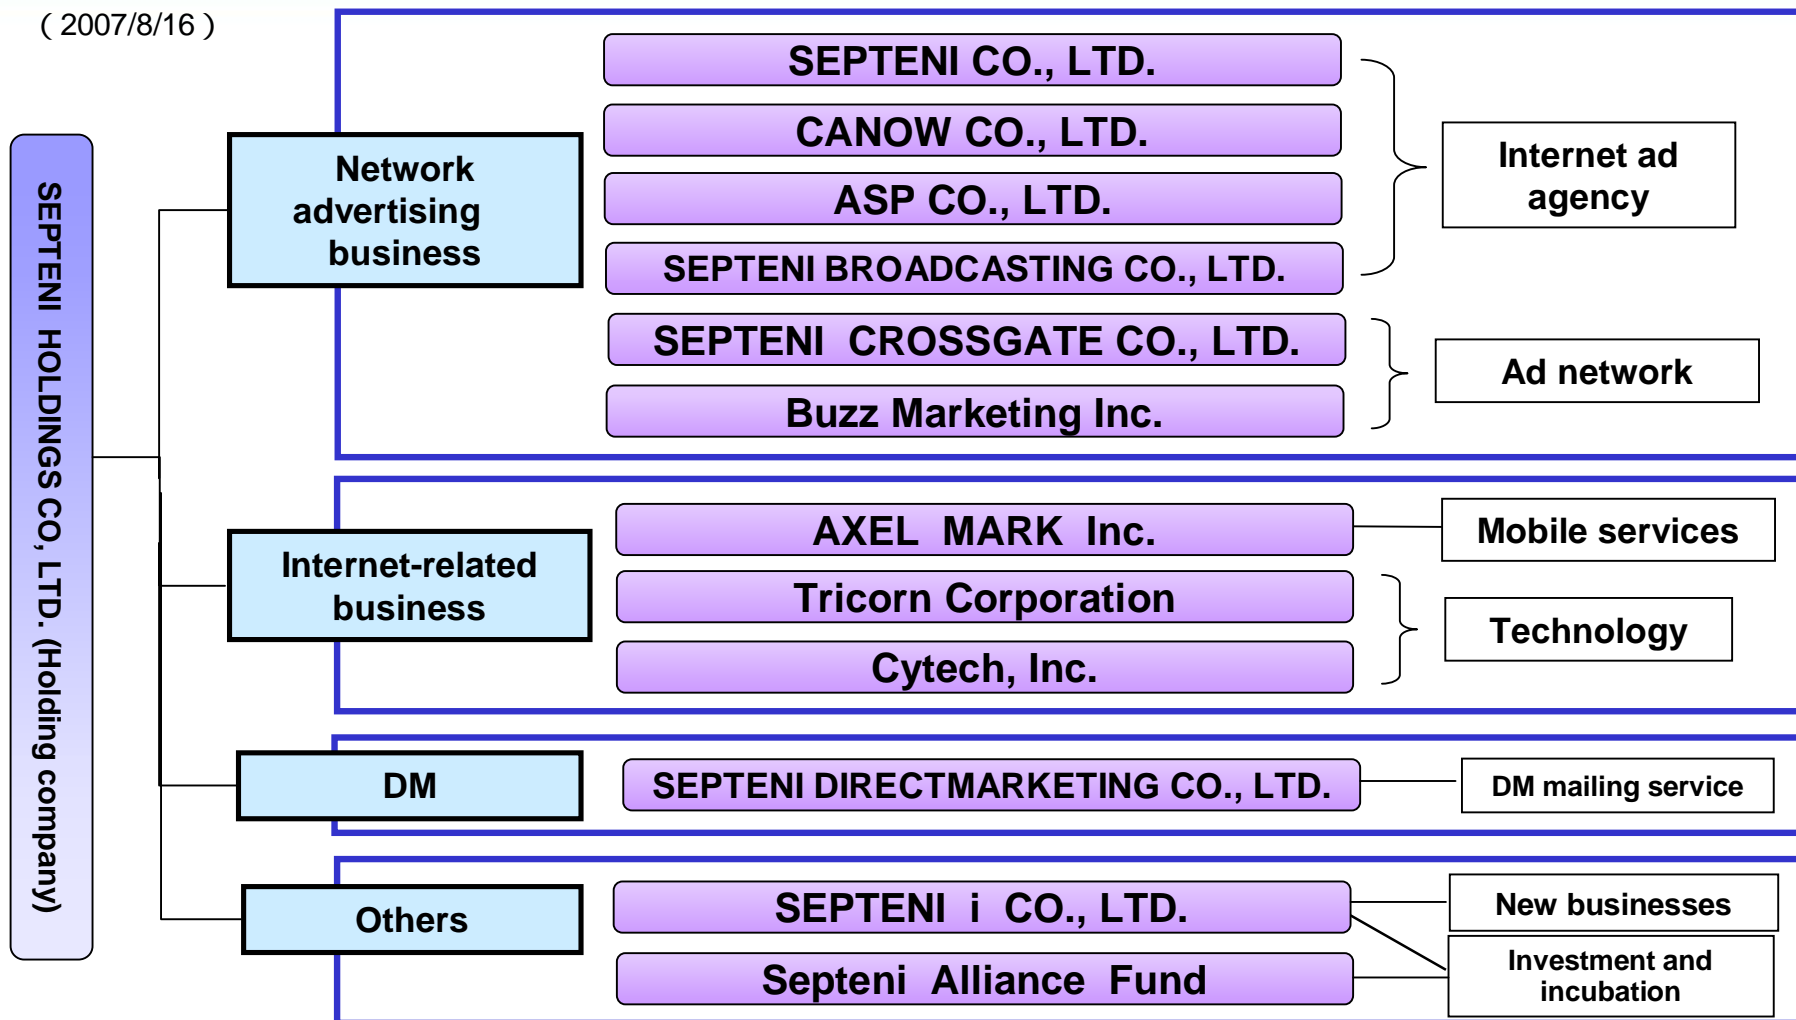 （2007/8/16）
SEPTENI HOLDINGS CO, LTD. (Holding company)
Network
advertising
business
SEPTENI CO., LTD.
CANOW CO., LTD.
ASP CO., LTD.
SEPTENI BROADCASTING CO., LTD.
Internet ad
agency
SEPTENI CROSSGATE CO., LTD.
Buzz Marketing Inc.
Ad network
Internet-related
business
AXEL MARK Inc.
Mobile services
Tricorn Corporation
Cytech, Inc.
Technology
DM
SEPTENI DIRECTMARKETING CO., LTD.
DM mailing service
Others
SEPTENI i CO., LTD.
New businesses
Septeni Alliance Fund
Investment and
incubation